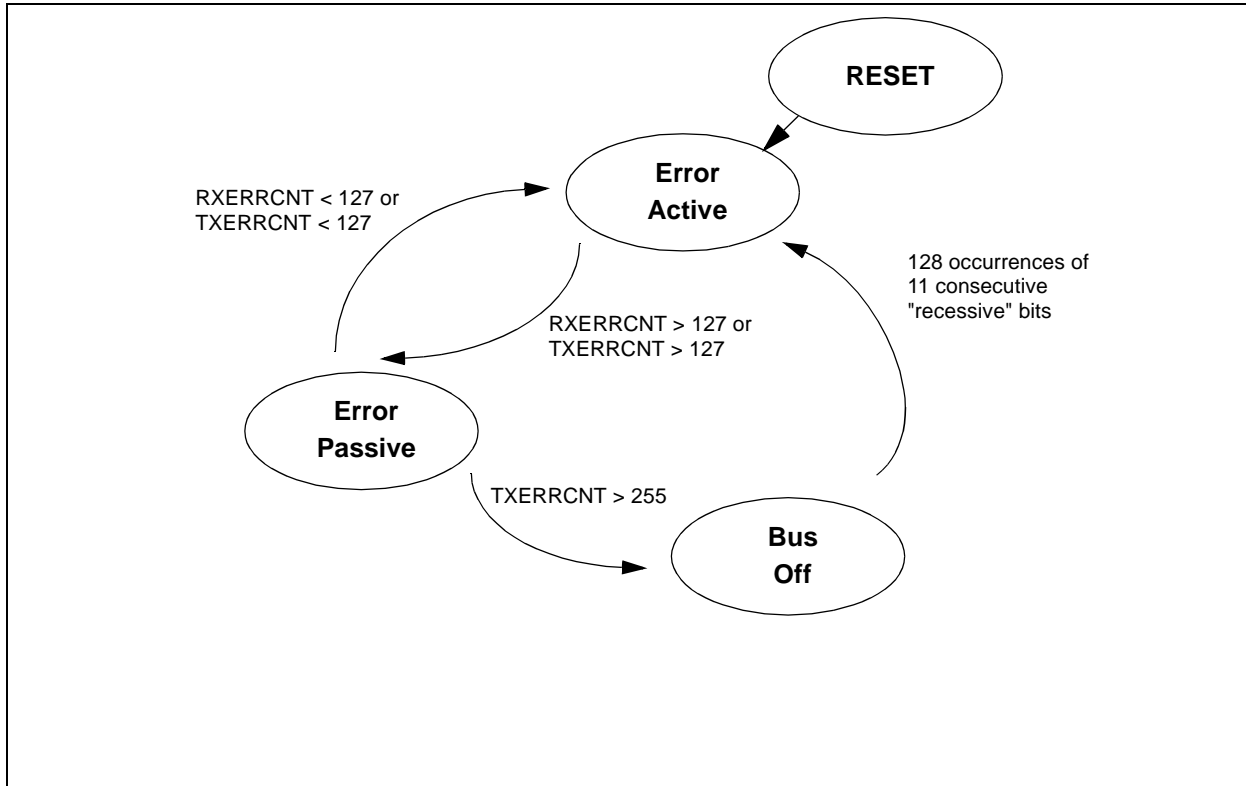 RESET
Error
Active
RXERRCNT < 127 or
TXERRCNT < 127
128 occurrences of
11 consecutive
"recessive" bits
RXERRCNT > 127 or
TXERRCNT > 127
Error
Passive
TXERRCNT > 255
Bus
Off